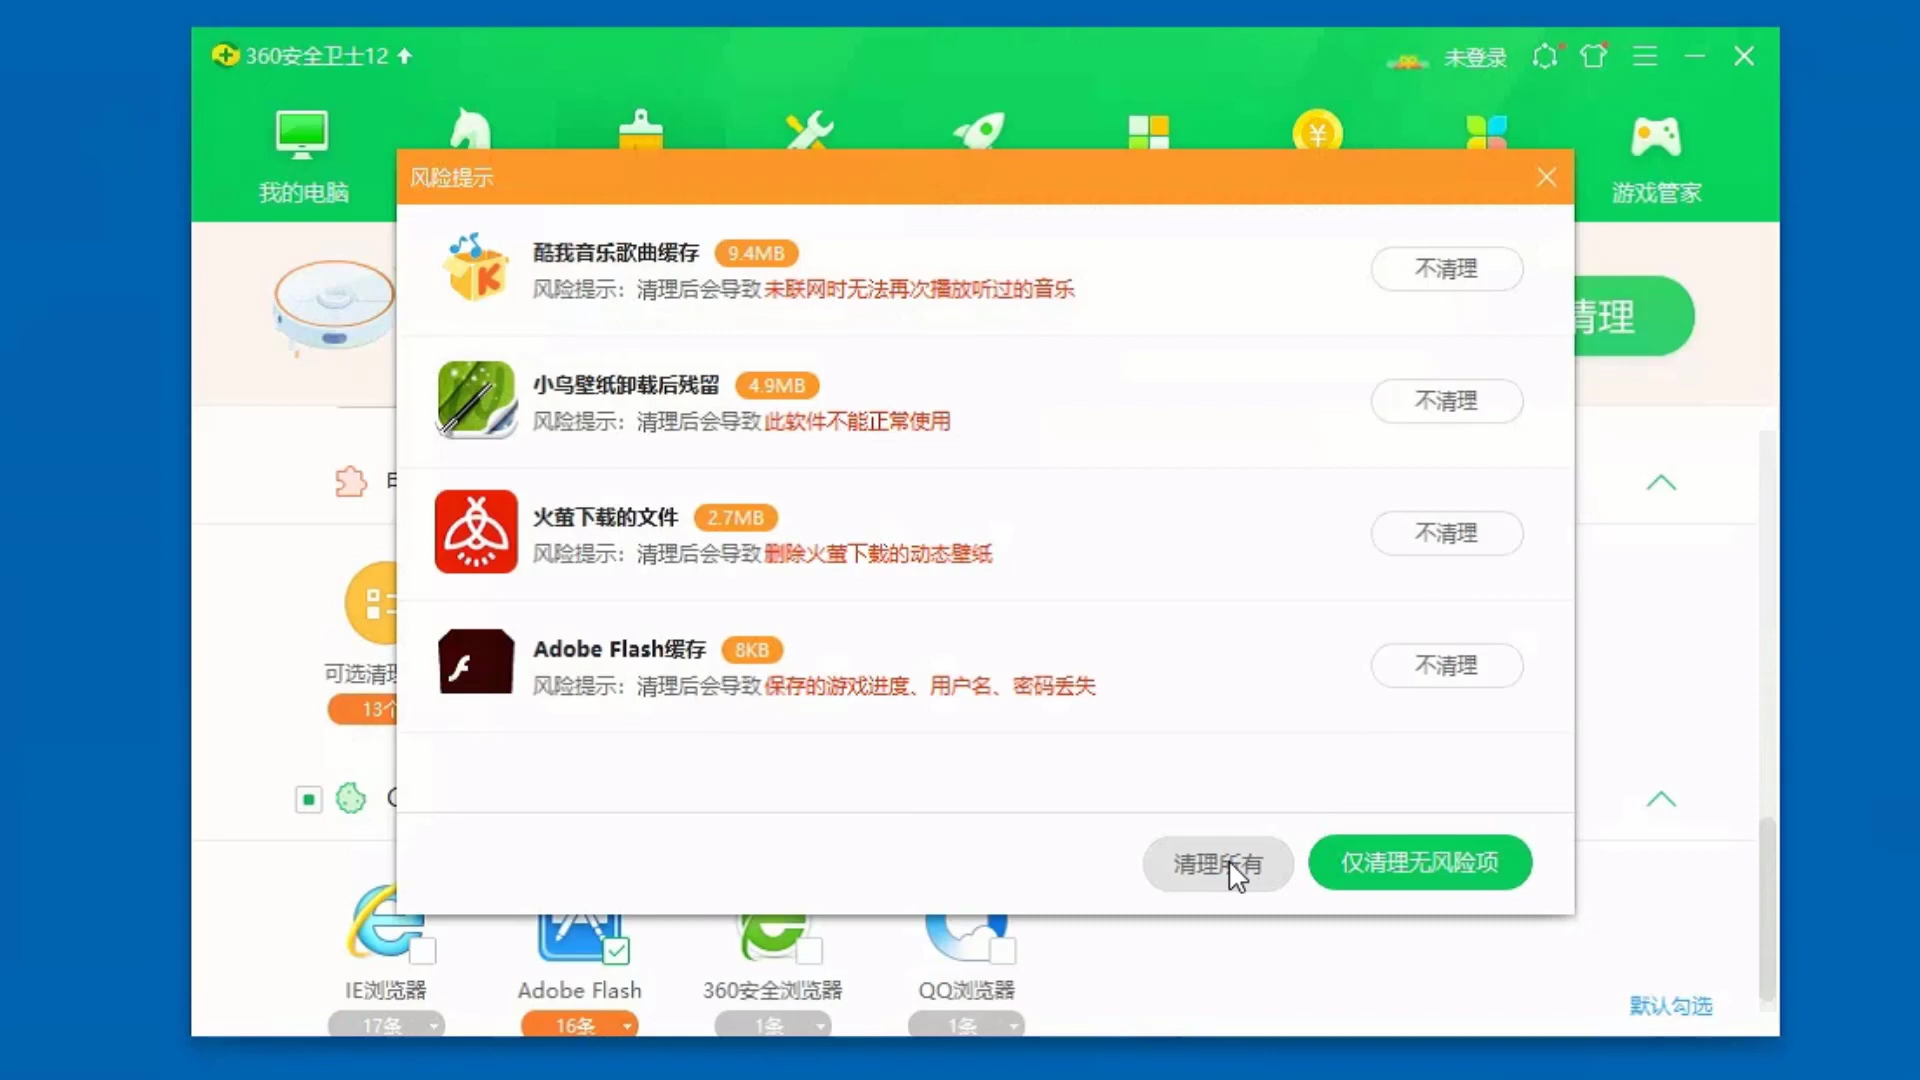 360安全卫士12
未登录
我的电脑
游戏管家
风险提示
酷我音乐歌曲缓存 9.4MB
风险提示：清理后会导致未联网时无法再次播放听过的音乐
不清理
清理
小鸟壁纸卸载后残留 4.9MB
风险提示：清理后会导致此软件不能正常使用
不清理
火萤下载的文件 2.7MB
风险提示：清理后会导致删除火萤下载的动态壁纸
不清理
Adobe Flash缓存 8KB
风险提示：清理后会导致保存的游戏进度、用户名、密码丢失
不清理
可选清理
13个
清理所有
仅清理无风险项
IE浏览器
Adobe Flash
360安全浏览器
QQ浏览器
17条
16条
1条
1条
默认勾选